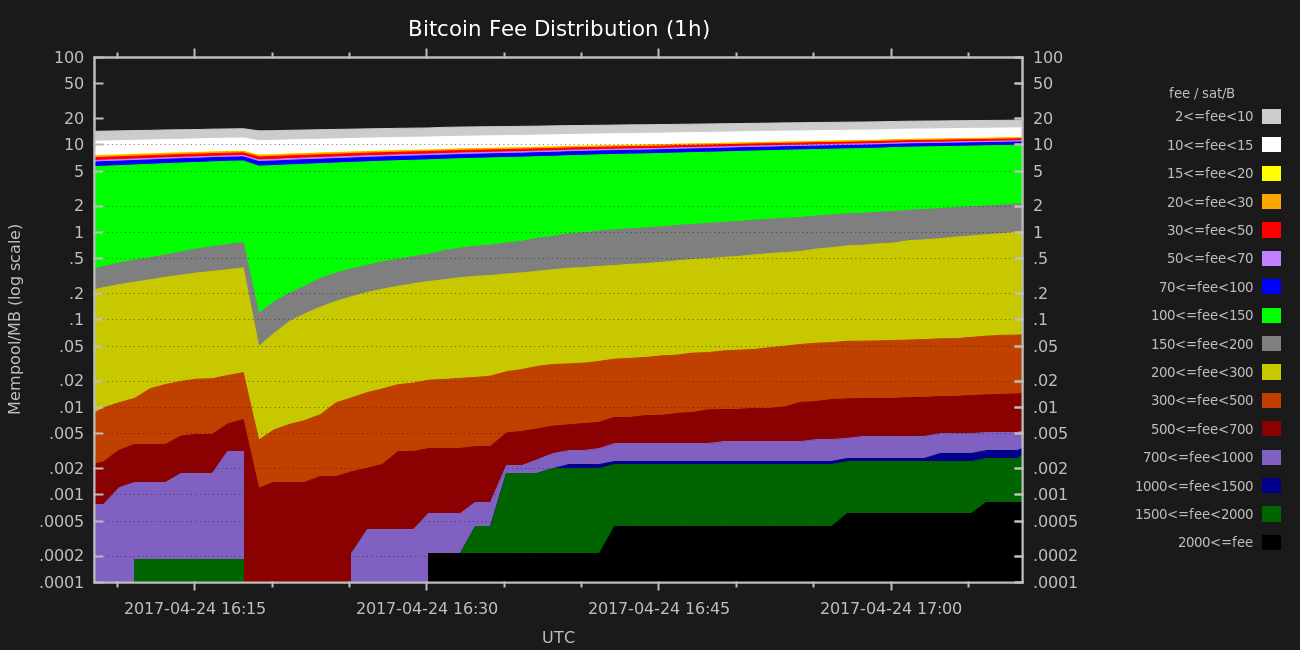 Bitcoin Fee Distribution (1h)
Mempool/MB (log scale)
100
50
20
10
5
2
1
.5
.2
.1
.05
.02
.01
.005
.002
.001
.0005
.0002
.0001
100
50
20
10
5
2
1
.5
.2
.1
.05
.02
.01
.005
.002
.001
.0005
.0002
.0001
2017-04-24 16:15
2017-04-24 16:30
2017-04-24 16:45
2017-04-24 17:00
UTC
fee / sat/B
2<=fee<10
10<=fee<15
15<=fee<20
20<=fee<30
30<=fee<50
50<=fee<70
70<=fee<100
100<=fee<150
150<=fee<200
200<=fee<300
300<=fee<500
500<=fee<700
700<=fee<1000
1000<=fee<1500
1500<=fee<2000
2000<=fee